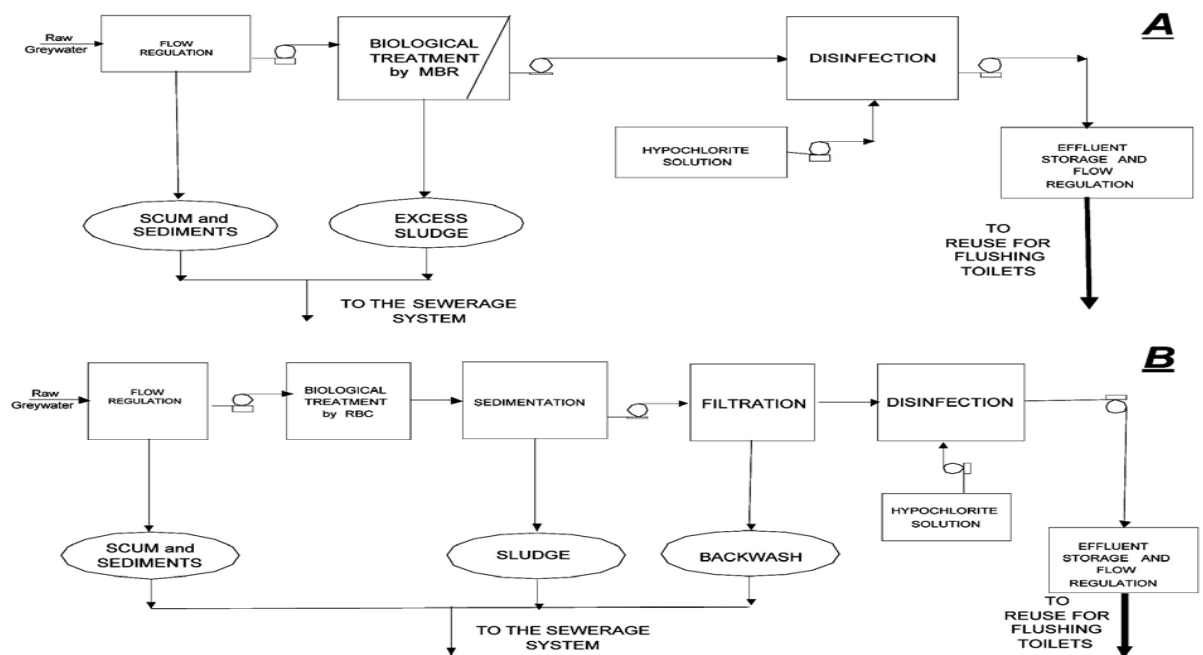 A
Raw
Greywater
FLOW
REGULATION
BIOLOGICAL
TREATMENT
by MBR
DISINFECTION
HYPOCHLORITE
SOLUTION
EFFLUENT
STORAGE AND
FLOW
REGULATION
SCUM and
SEDIMENTS
EXCESS
SLUDGE
TO
REUSE FOR
FLUSHING
TOILETS
TO THE SEWERAGE
SYSTEM
B
Raw
Greywater
FLOW
REGULATION
BIOLOGICAL
TREATMENT
by RBC
SEDIMENTATION
FILTRATION
DISINFECTION
HYPOCHLORITE
SOLUTION
SCUM and
SEDIMENTS
SLUDGE
BACKWASH
EFFLUENT
STORAGE AND
FLOW
REGULATION
TO
REUSE FOR
FLUSHING
TOILETS
TO THE SEWERAGE
SYSTEM